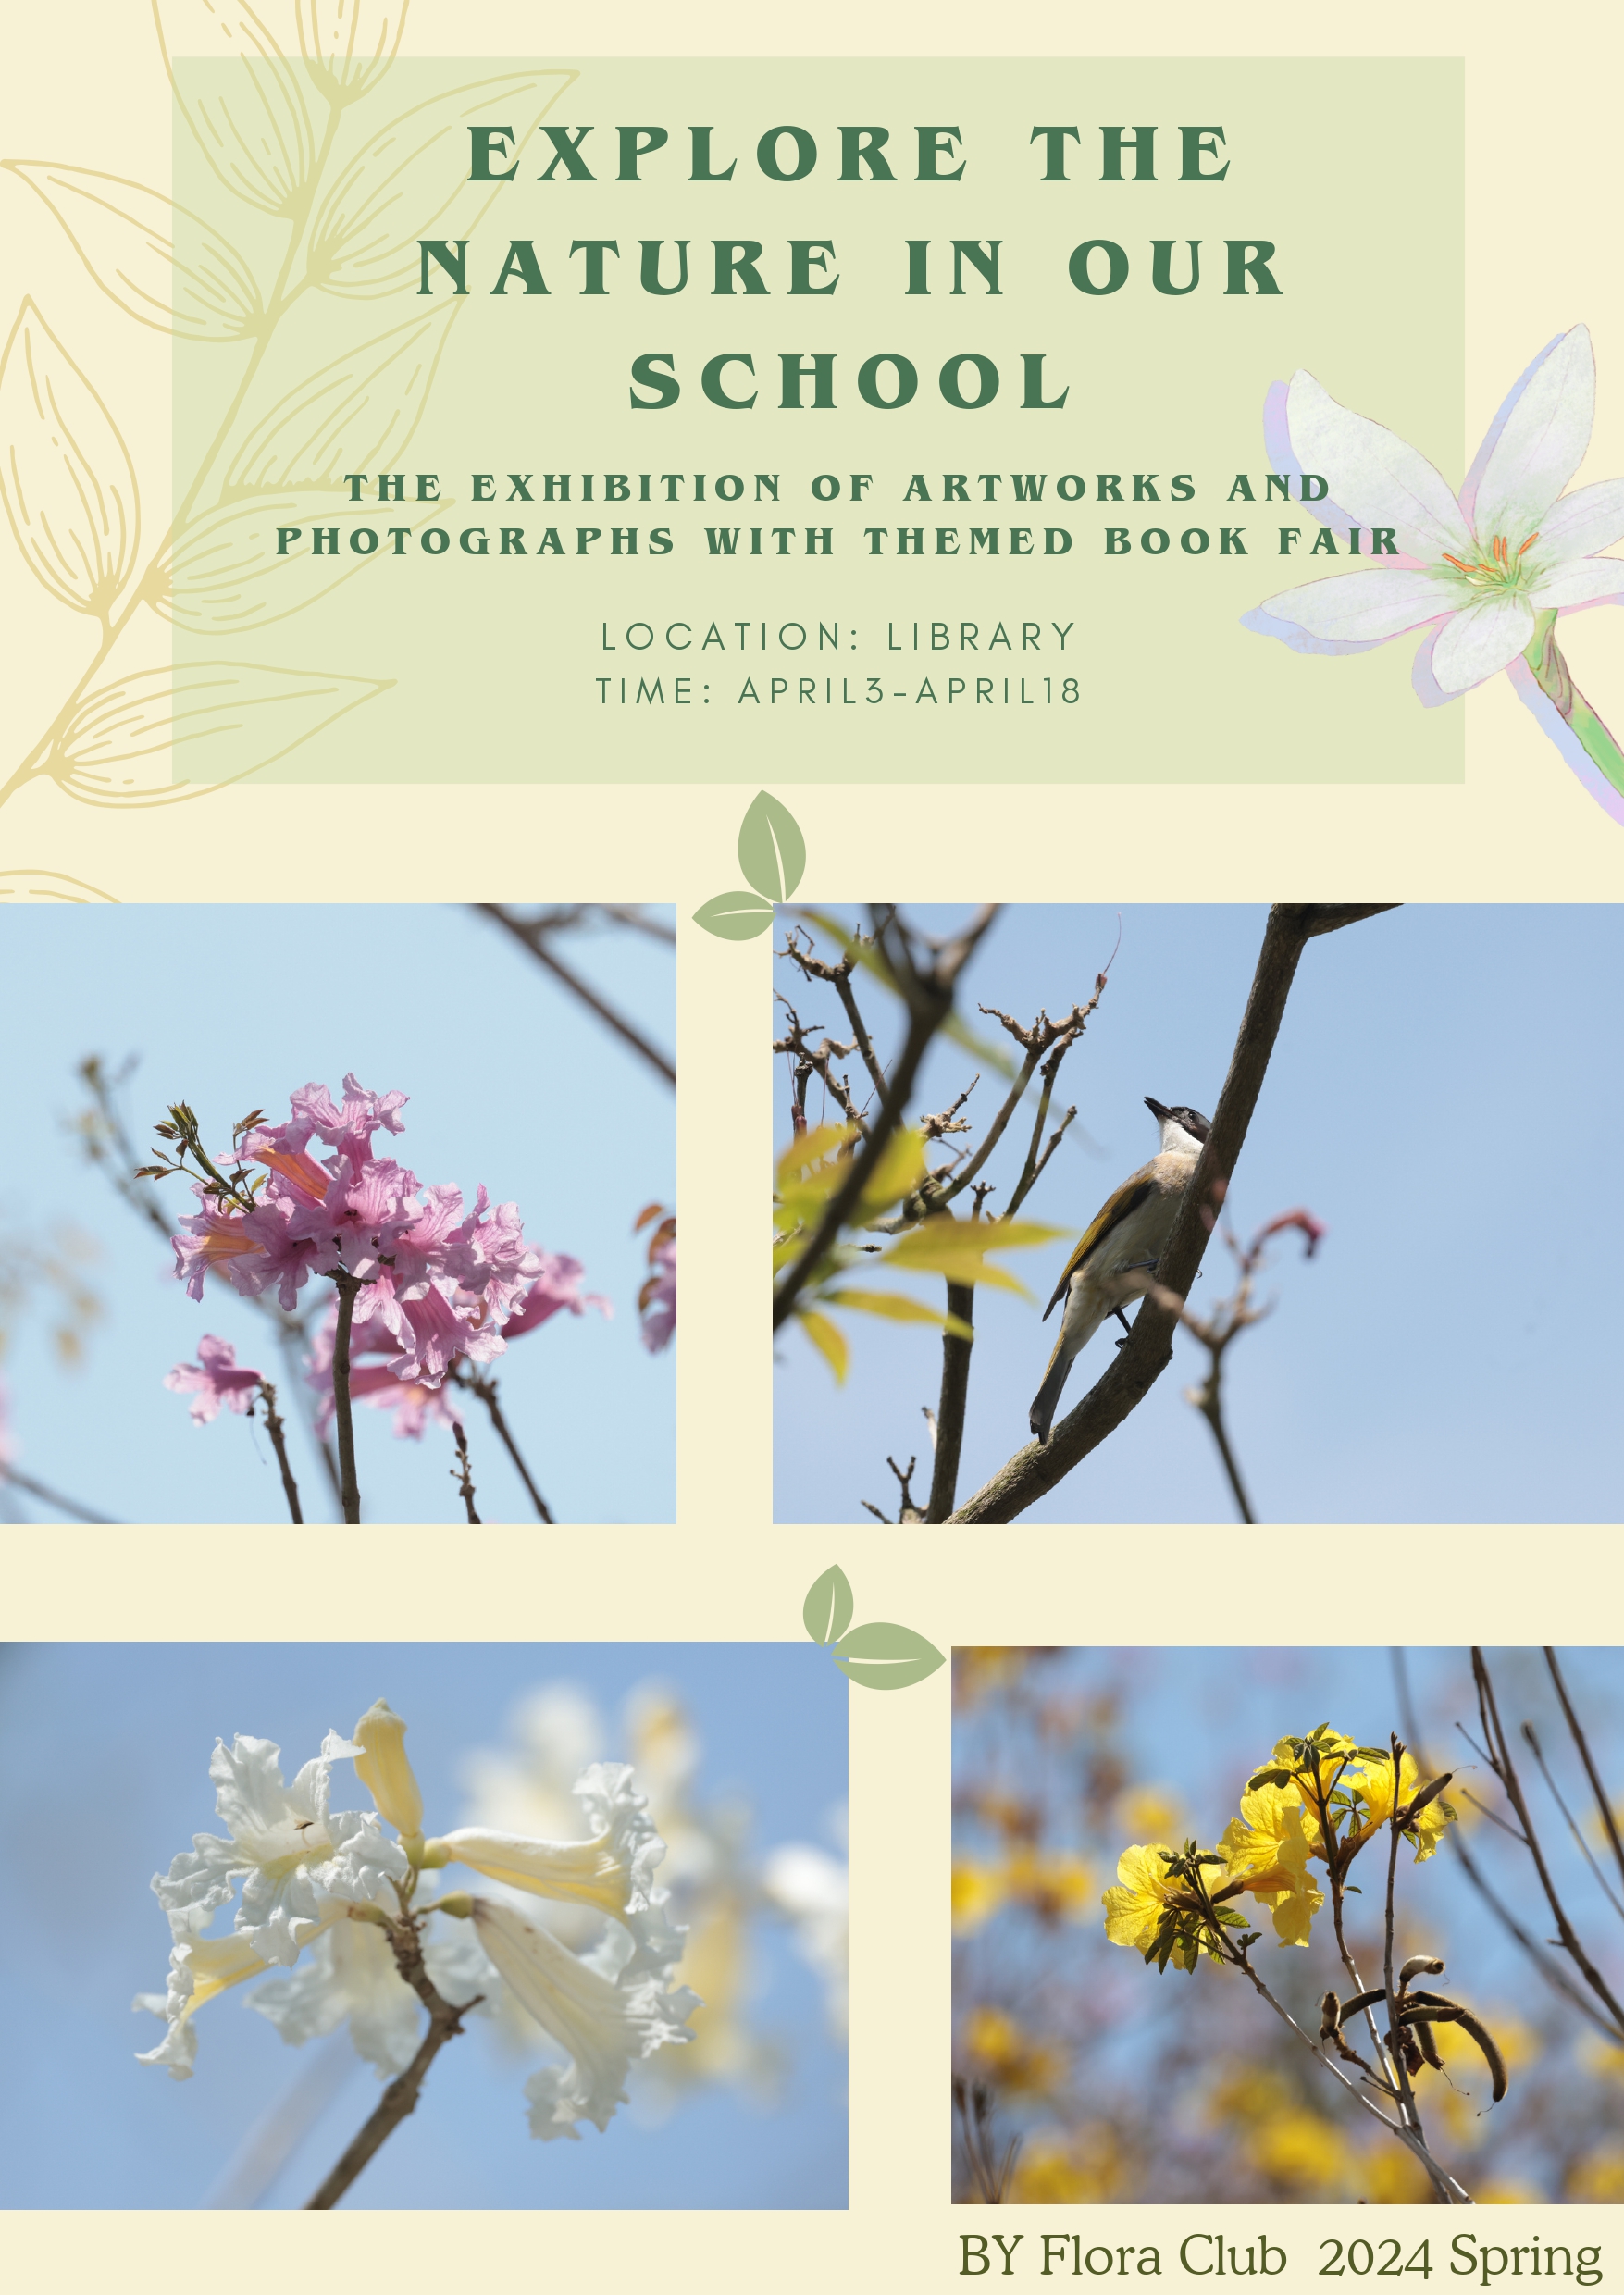 EXPLORE THE
NATURE IN OUR
SCHOOL
THE EXHIBITION OF ARTWORKS AND
PHOTOGRAPHS WITH THEMED BOOK FAIR
LOCATION: LIBRARY
TIME: APRIL3-APRIL18
BY Flora Club 2024 Spring